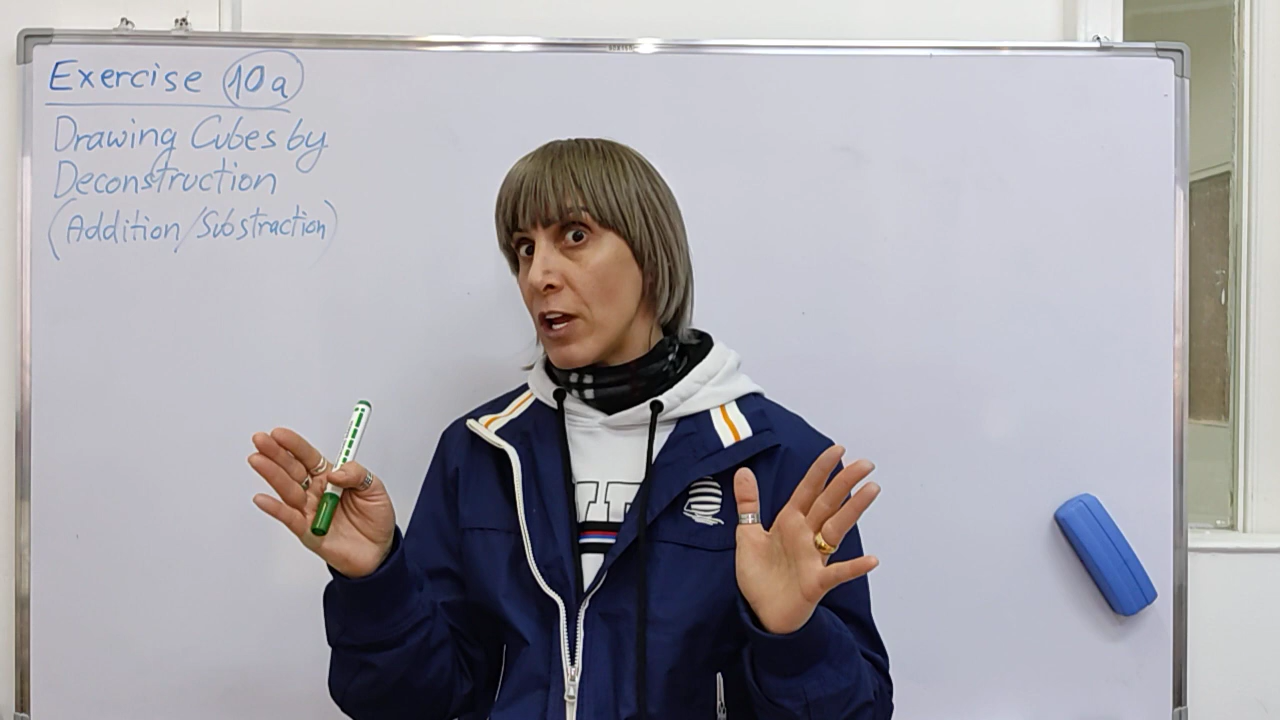 Exercise 10a
Drawing Cubes by
Deconstruction
(Addition/Substraction)